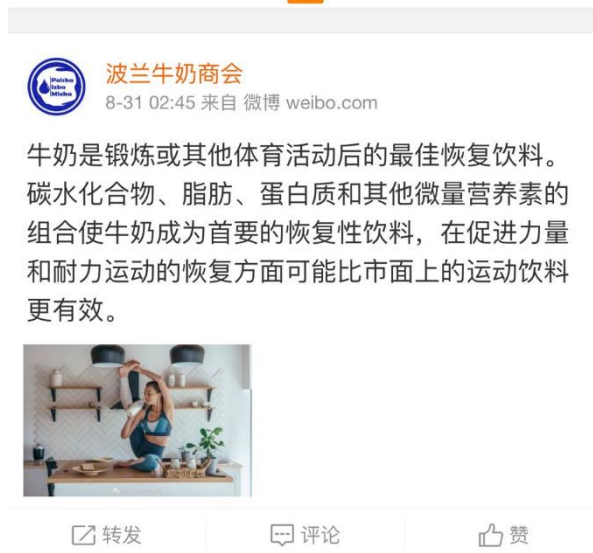 Polska
Izba
Mleka
波兰牛奶商会
8-31 02:45 来自 微博 weibo.com
牛奶是锻炼或其他体育活动后的最佳恢复饮料。
碳水化合物、脂肪、蛋白质和其他微量营养素的
组合使牛奶成为首要的恢复性饮料，在促进力量
和耐力运动的恢复方面可能比市面上的运动饮料
更有效。
转发
评论
赞